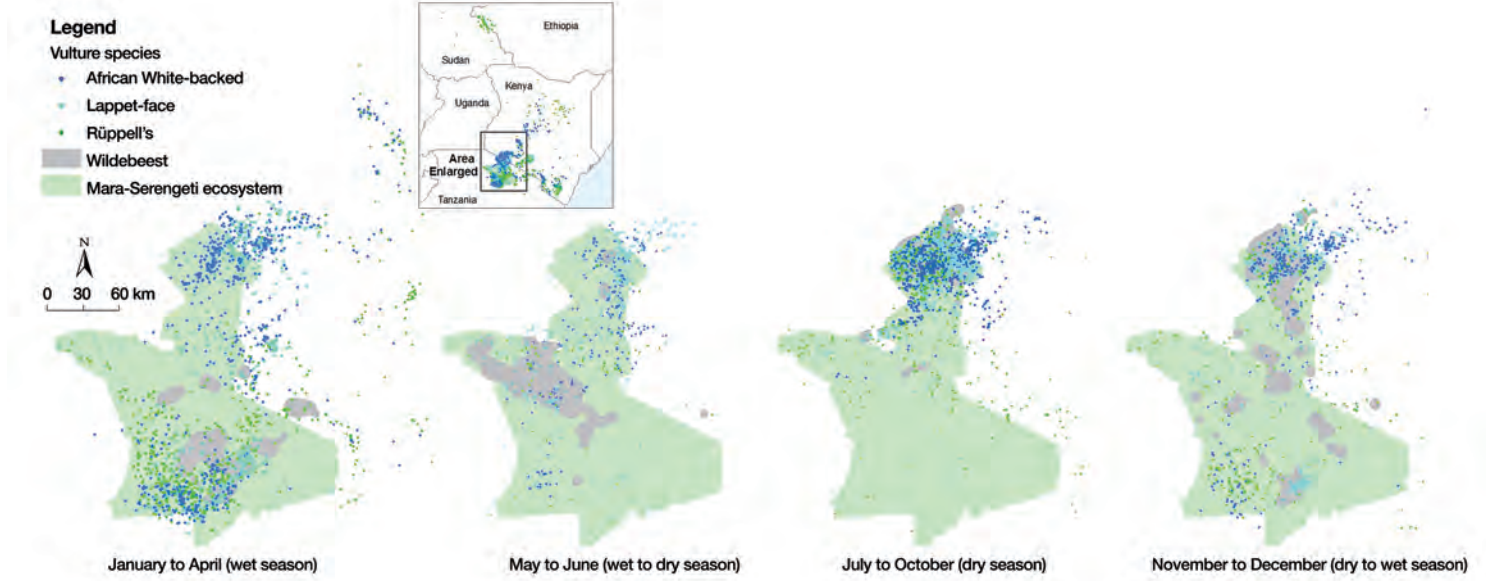 Legend
Vulture species
African White-backed
Lappet-face
Rüppell's
Wildebeest
Mara-Serengeti ecosystem
N
0 30 60 km
Ethiopia
Sudan
Kenya
Uganda
Area
Enlarged
Tanzania
January to April (wet season)
May to June (wet to dry season)
July to October (dry season)
November to December (dry to wet season)